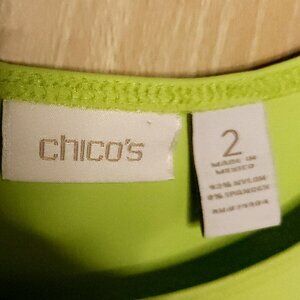 chico's
2
MADE IN
MEXICO
92% NYLON
8% SPANDEX